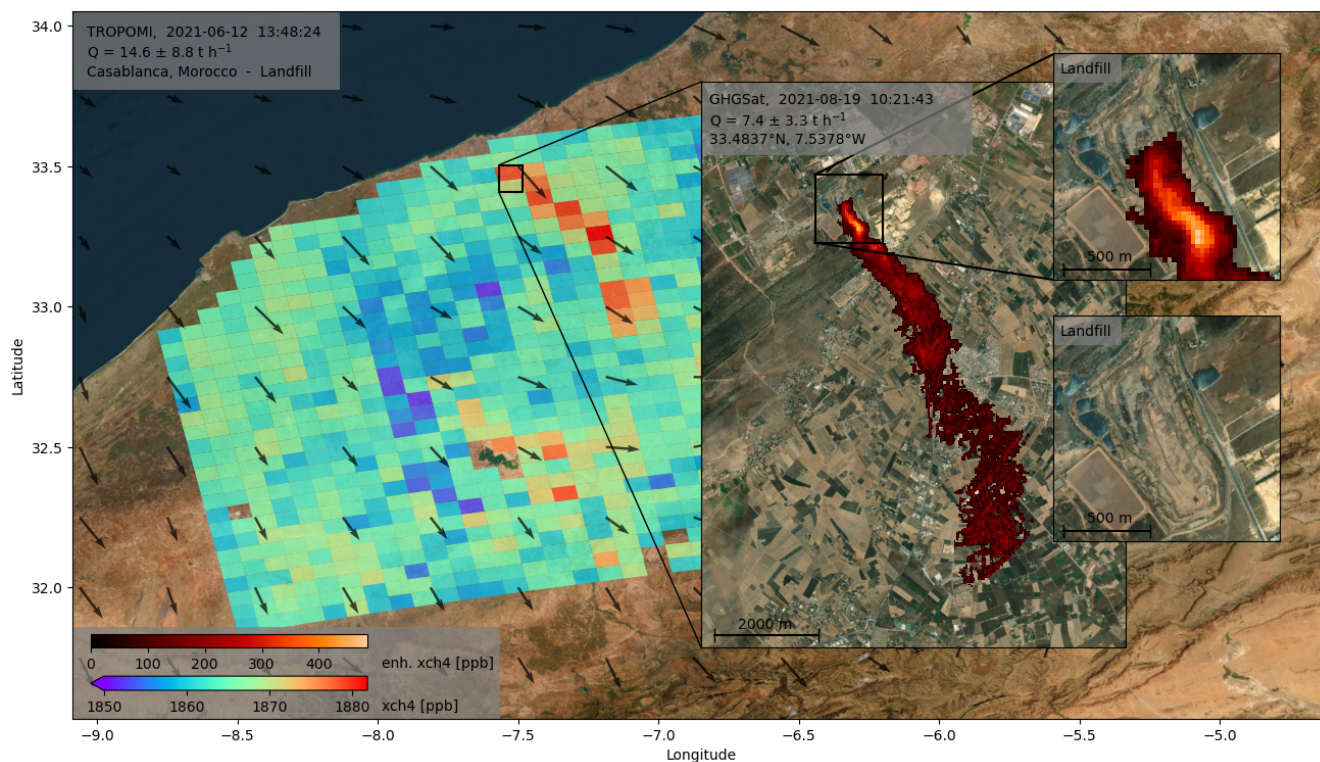 34.0
33.5
33.0
32.5
32.0
Latitude
TROPOMI, 2021-06-12 13:48:24
Q = 14.6 ± 8.8 t h⁻¹
Casablanca, Morocco - Landfill
GHGSat, 2021-08-19 10:21:43
Q = 7.4 ± 3.3 t h⁻¹
33.4837°N, 7.5378°W
2000 m
Landfill
500 m
Landfill
500 m
0 100 200 300 400 enh. xch4 [ppb]
1850 1860 1870 1880 xch4 [ppb]
−9.0 −8.5 −8.0 −7.5 −7.0 −6.5 −6.0 −5.5 −5.0
Longitude